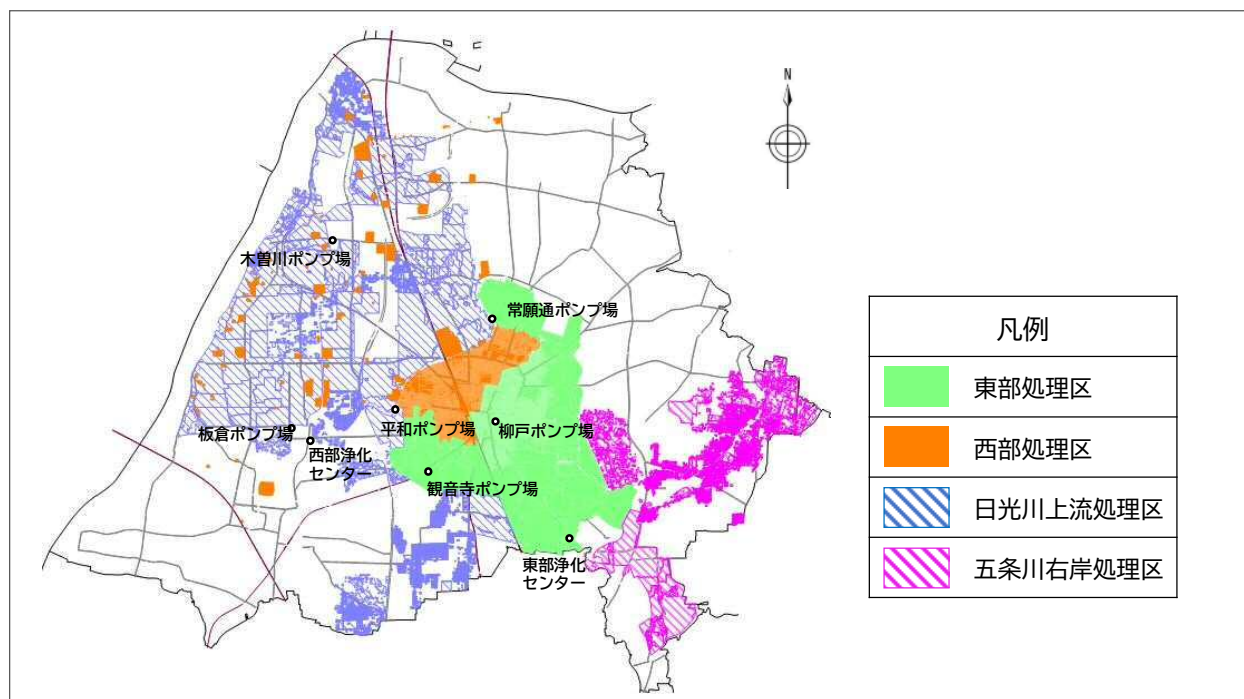 N
木曽川ポンプ場
常願通ポンプ場
板倉ポンプ場
西部浄化
センター
平和ポンプ場
柳戸ポンプ場
観音寺ポンプ場
東部浄化
センター
凡例
東部処理区
西部処理区
日光川上流処理区
五条川右岸処理区